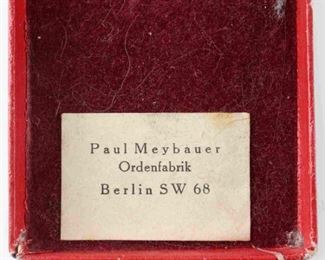 Paul Meybauer
Ordenfabrik
Berlin SW 68